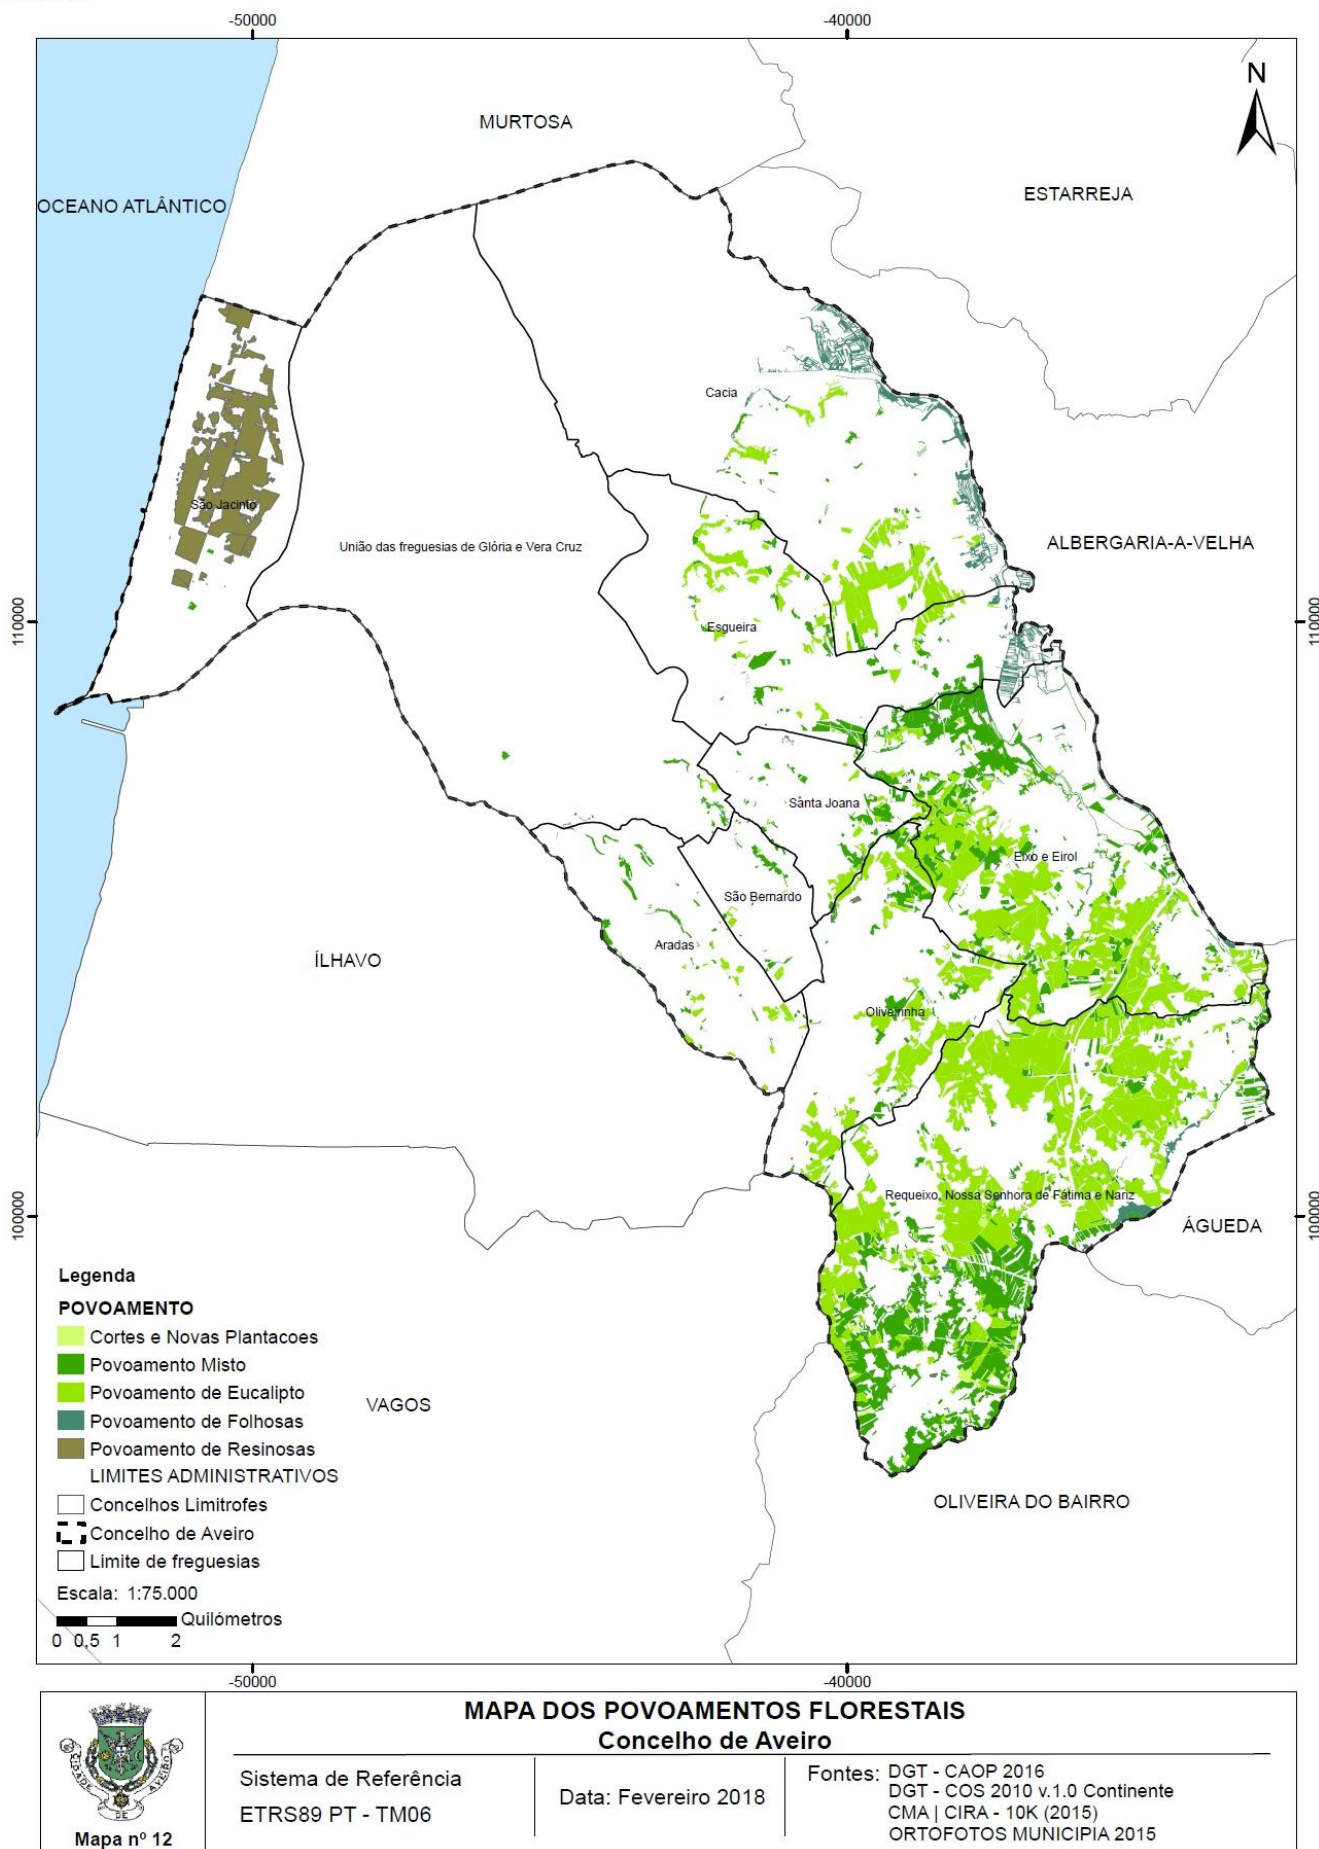 -50000
-40000
N
MURTOSA
ESTARREJA
OCEANO ATLÂNTICO
Cacia
São Jacinto
União das freguesias de Glória e Vera Cruz
ALBERGARIA-A-VELHA
110000
110000
Esgueira
Santa Joana
Eixo e Eirol
São Bernardo
Aradas
ÍLHAVO
Oliveirinha
Requeixo, Nossa Senhora de Fátima e Nariz
100000
100000
ÁGUEDA
VAGOS
OLIVEIRA DO BAIRRO
Legenda
POVOAMENTO
Cortes e Novas Plantacoes
Povoamento Misto
Povoamento de Eucalipto
Povoamento de Folhosas
Povoamento de Resinosas
LIMITES ADMINISTRATIVOS
Concelhos Limitrofes
Concelho de Aveiro
Limite de freguesias
Escala: 1:75.000
Quilómetros
0 0,5 1 2
-50000
-40000
MAPA DOS POVOAMENTOS FLORESTAIS
Concelho de Aveiro
CIDADE DE AVEIRO
Mapa nº 12
Sistema de Referência
ETRS89 PT - TM06
Data: Fevereiro 2018
Fontes: DGT - CAOP 2016
DGT - COS 2010 v.1.0 Continente
CMA | CIRA - 10K (2015)
ORTOFOTOS MUNICIPIA 2015